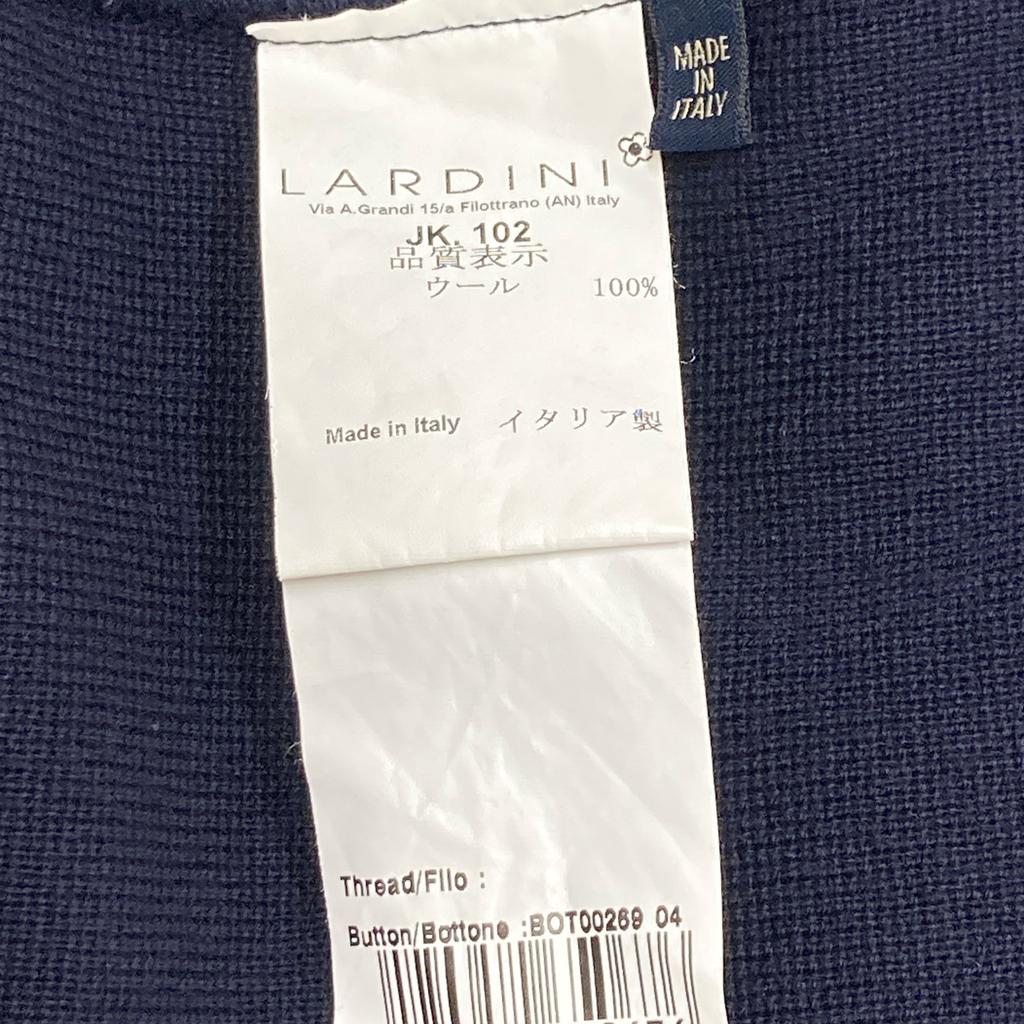 MADE
IN
ITALY
LARDINI
Via A.Grandi 15/a Filottrano (AN) Italy
JK. 102
品質表示
ウール 100%
Made in Italy イタリア製
Thread/Filo :
Button/Bottone :BOT00269 04